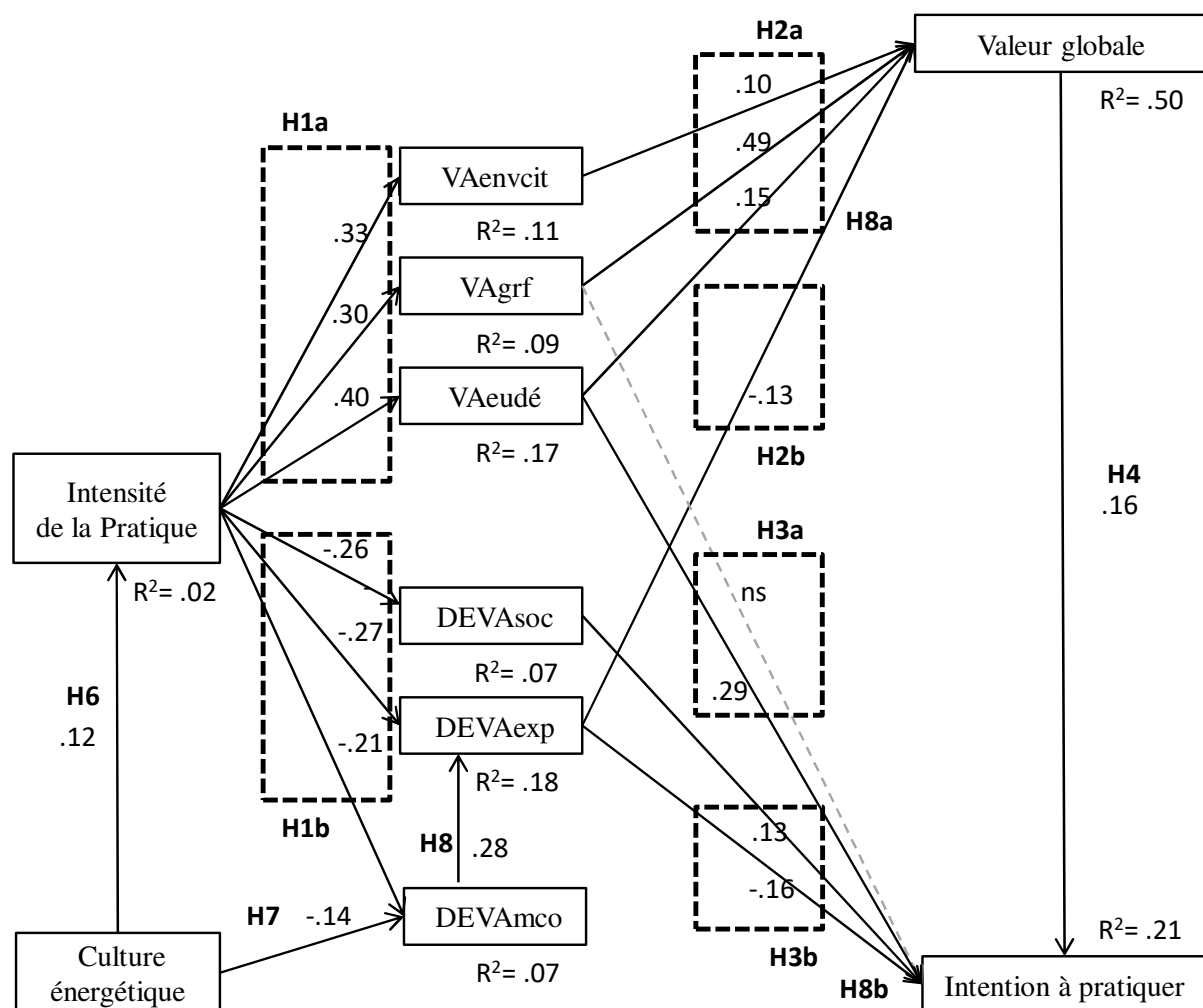 H2a
Valeur globale
R²= .50
.10
.49
.15
H8a
H1a
VAenvcit
R²= .11
.33
VAgrf
R²= .09
.30
VAeudé
R²= .17
.40
-.13
H2b
Intensité
de la Pratique
R²= .02
H4
.16
H3a
ns
.29
-.26
-
DEVAsoc
R²= .07
-.27
DEVAexp
R²= .18
-.21
H1b
H6
.12
H8 .28
.13
-.16
H3b
H7 -.14
DEVAmco
R²= .07
Culture
énergétique
H8b
R²= .21
Intention à pratiquer